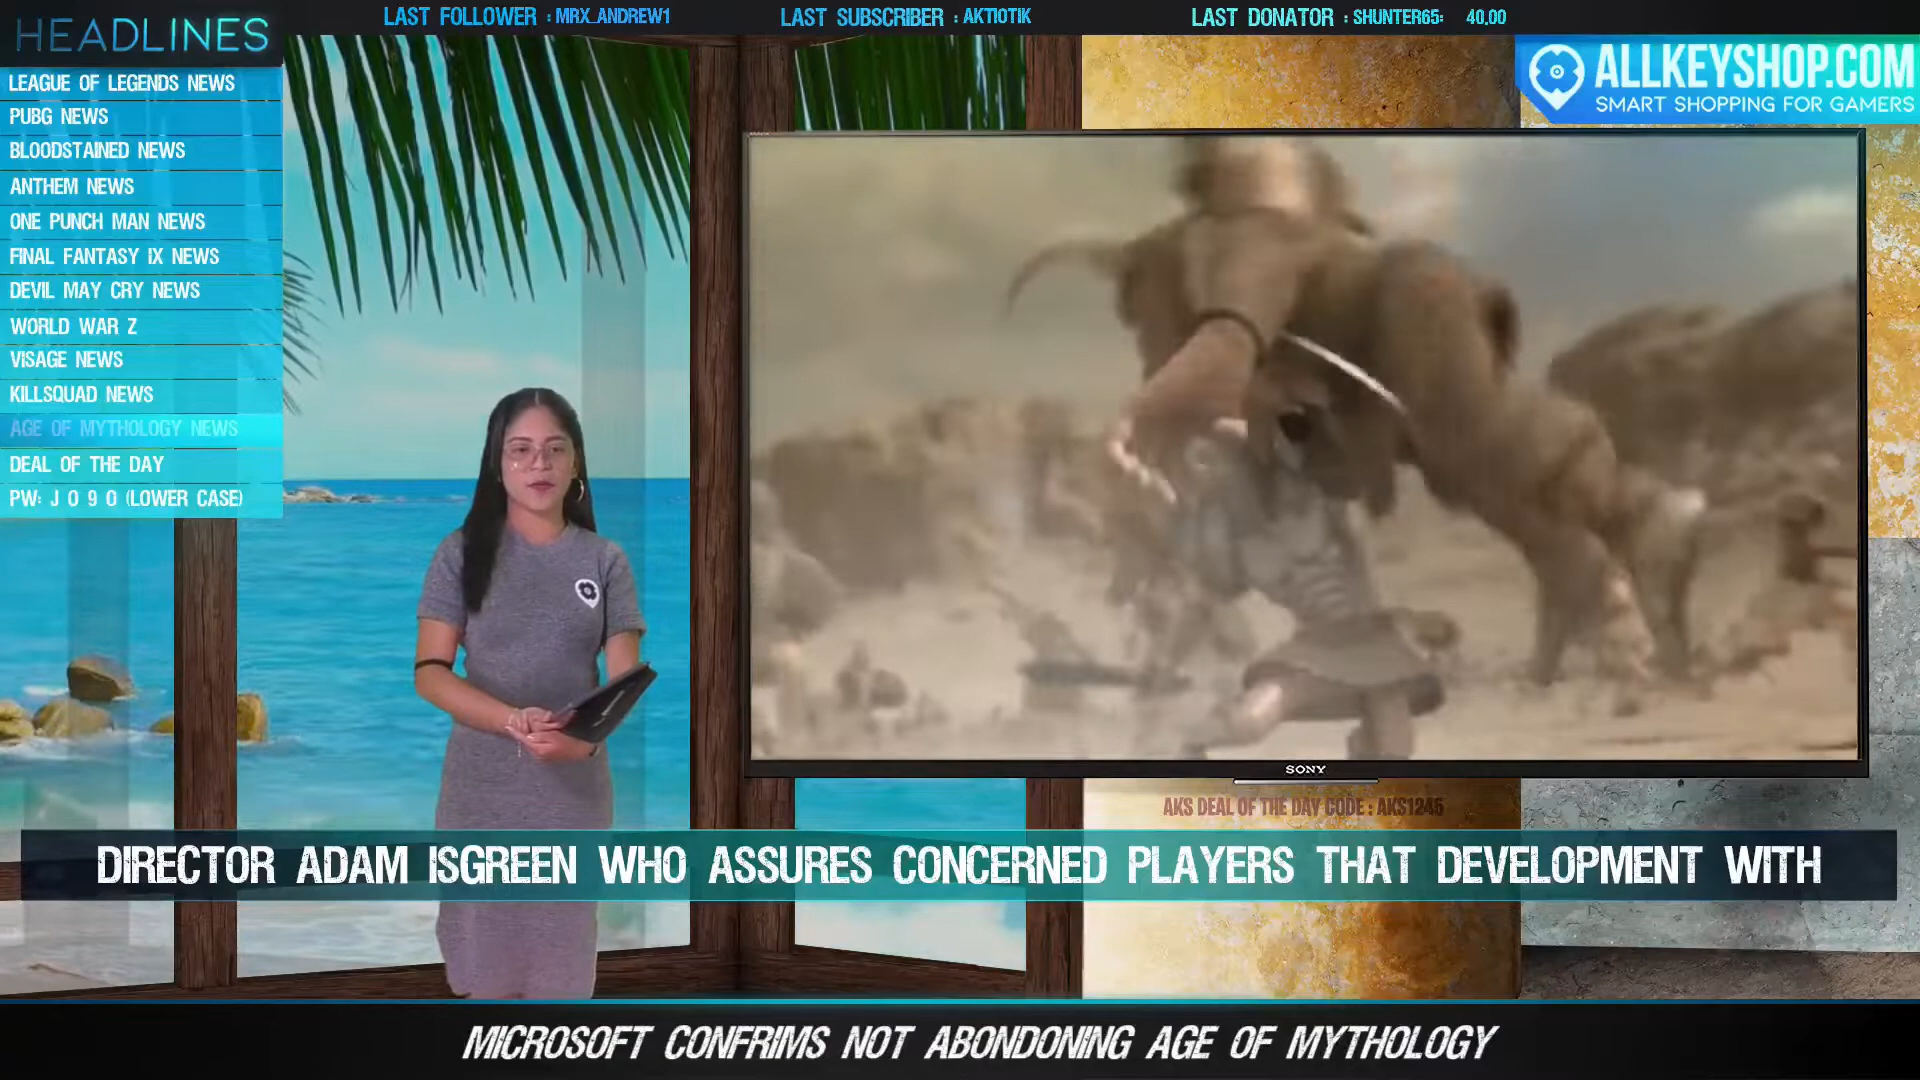 HEADLINES
LAST FOLLOWER : MRX_ANDREW1
LAST SUBSCRIBER : AKTIOTIK
LAST DONATOR : SHUNTER65: 40.00
ALLKEYSHOP.COM
SMART SHOPPING FOR GAMERS
LEAGUE OF LEGENDS NEWS
PUBG NEWS
BLOODSTAINED NEWS
ANTHEM NEWS
ONE PUNCH MAN NEWS
FINAL FANTASY IX NEWS
DEVIL MAY CRY NEWS
WORLD WAR Z
VISAGE NEWS
KILLSQUAD NEWS
AGE OF MYTHOLOGY NEWS
DEAL OF THE DAY
PW: J 0 9 0 (LOWER CASE)
SONY
AKS DEAL OF THE DAY CODE : AKS1245
DIRECTOR ADAM ISGREEN WHO ASSURES CONCERNED PLAYERS THAT DEVELOPMENT WITH
MICROSOFT CONFRIMS NOT ABONDONING AGE OF MYTHOLOGY